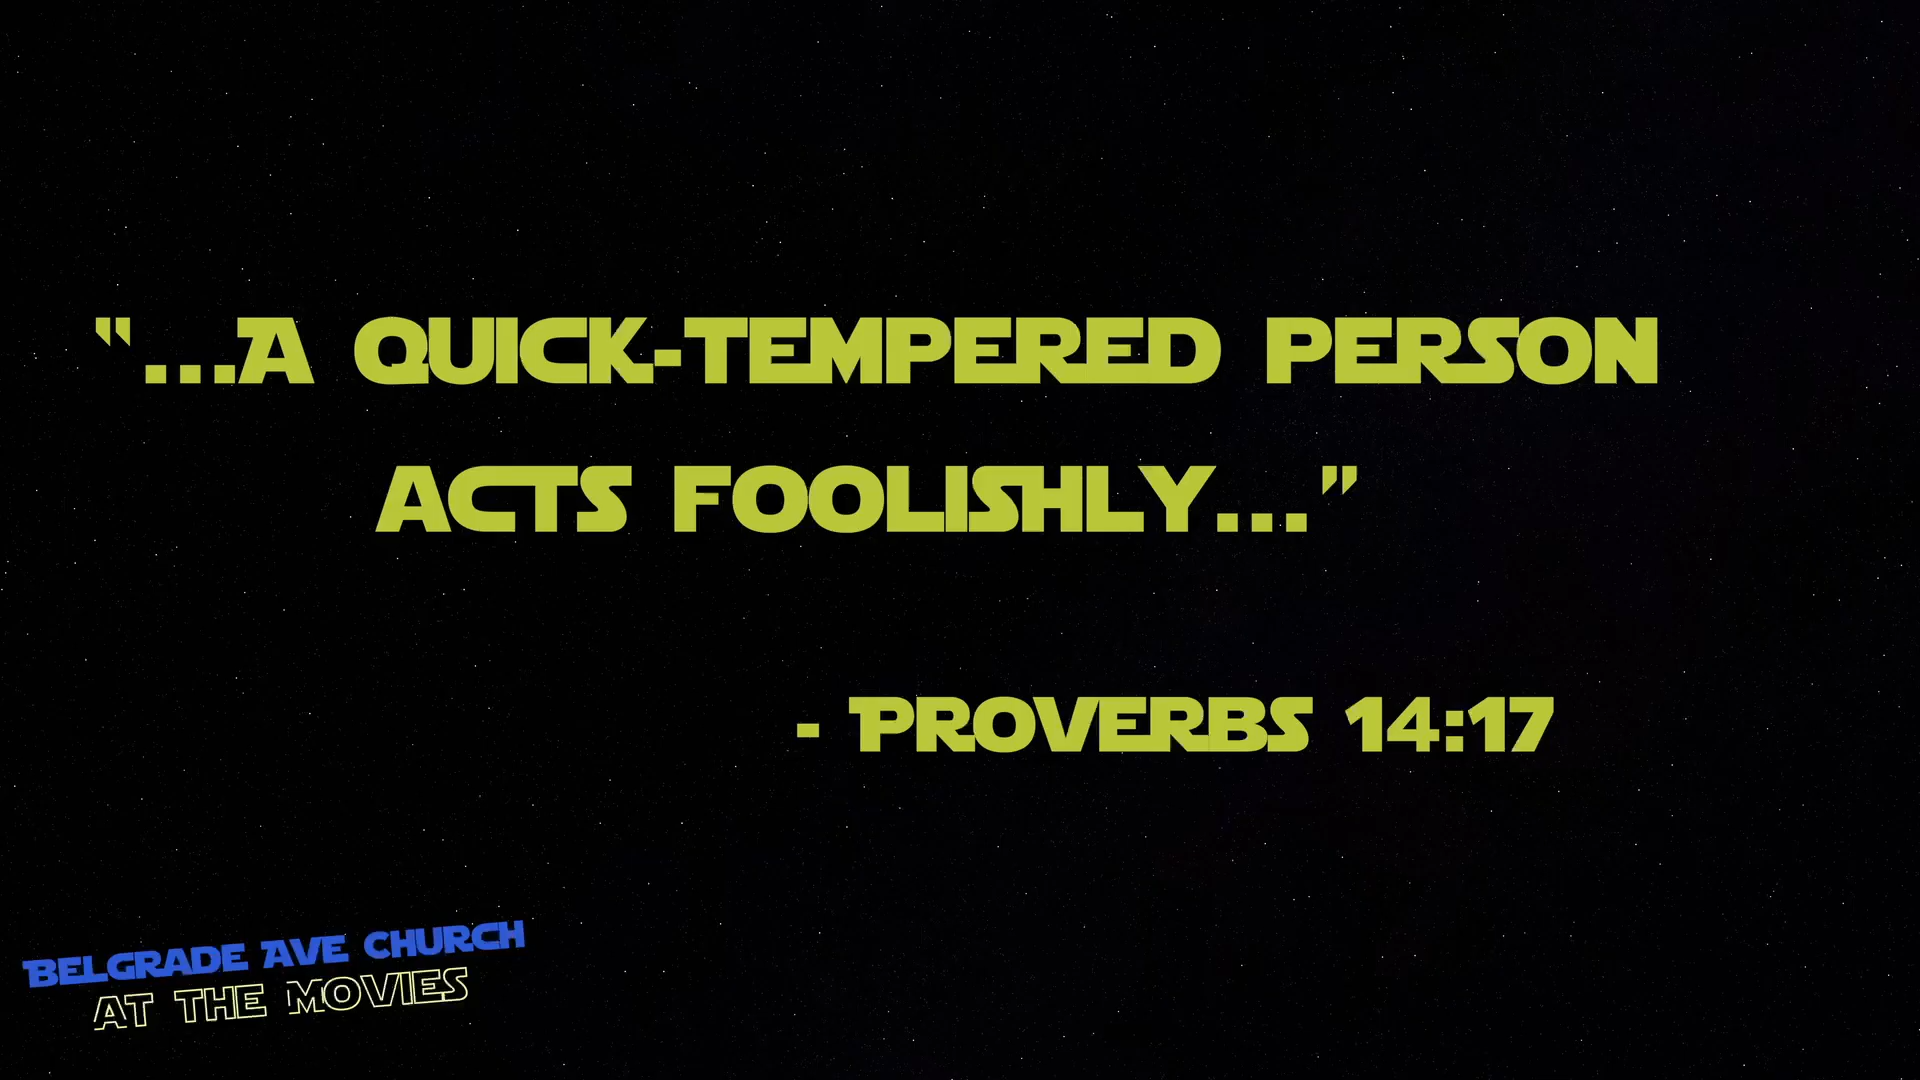 “...A quick-tempered person
acts foolishly...”
- Proverbs 14:17
Belgrade Ave Church
at the movies